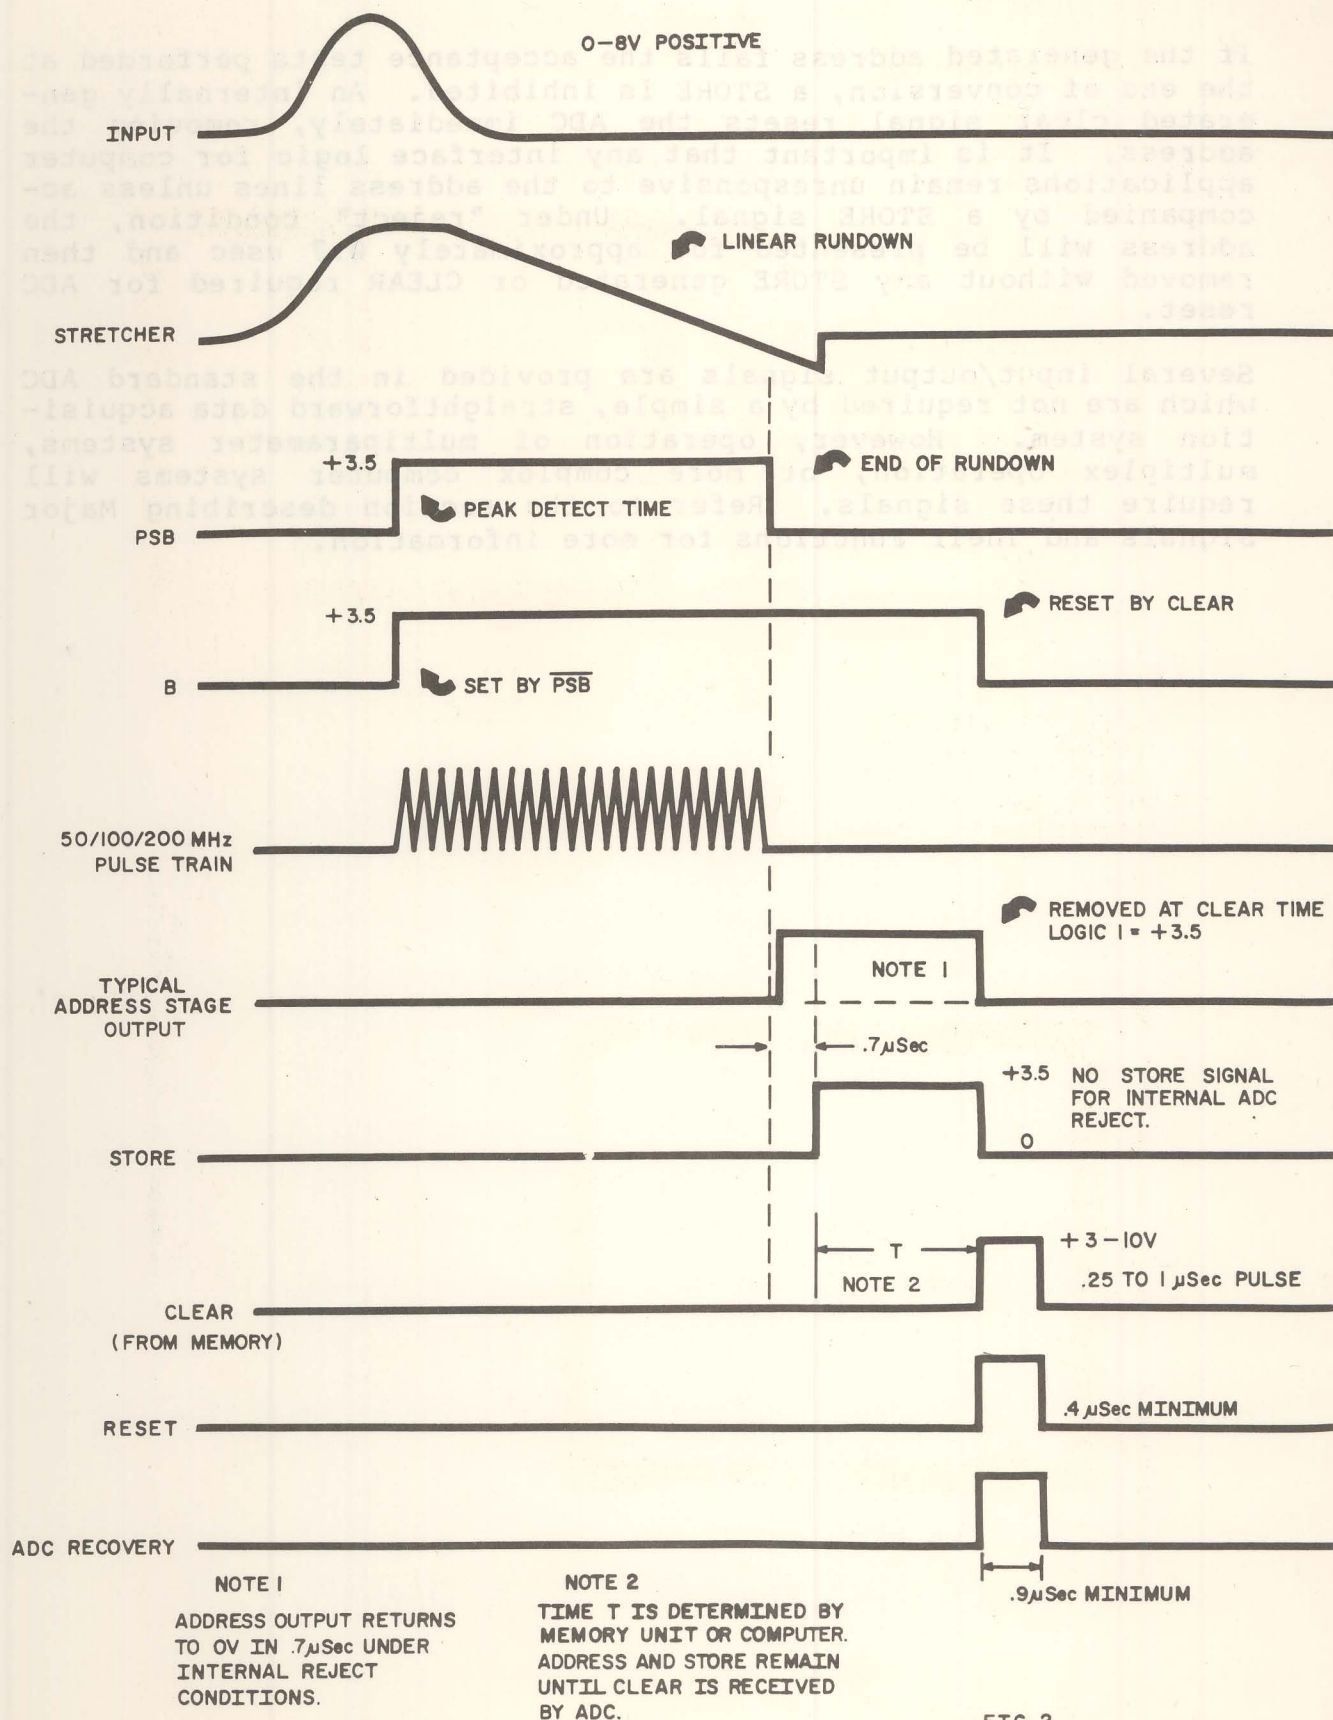 0-8V POSITIVE
INPUT
LINEAR RUNDOWN
STRETCHER
+3.5
END OF RUNDOWN
PEAK DETECT TIME
PSB
+3.5
RESET BY CLEAR
B
SET BY P̅S̅B̅
50/100/200 MHz
PULSE TRAIN
REMOVED AT CLEAR TIME
LOGIC 1 = +3.5
NOTE 1
TYPICAL
ADDRESS STAGE
OUTPUT
.7µSec
+3.5 NO STORE SIGNAL
FOR INTERNAL ADC
REJECT.
0
STORE
+3-10V
T
.25 TO 1 µSec PULSE
NOTE 2
CLEAR
(FROM MEMORY)
.4µSec MINIMUM
RESET
ADC RECOVERY
.9µSec MINIMUM
NOTE 1
ADDRESS OUTPUT RETURNS
TO 0V IN .7µSec UNDER
INTERNAL REJECT
CONDITIONS.
NOTE 2
TIME T IS DETERMINED BY
MEMORY UNIT OR COMPUTER.
ADDRESS AND STORE REMAIN
UNTIL CLEAR IS RECEIVED
BY ADC.